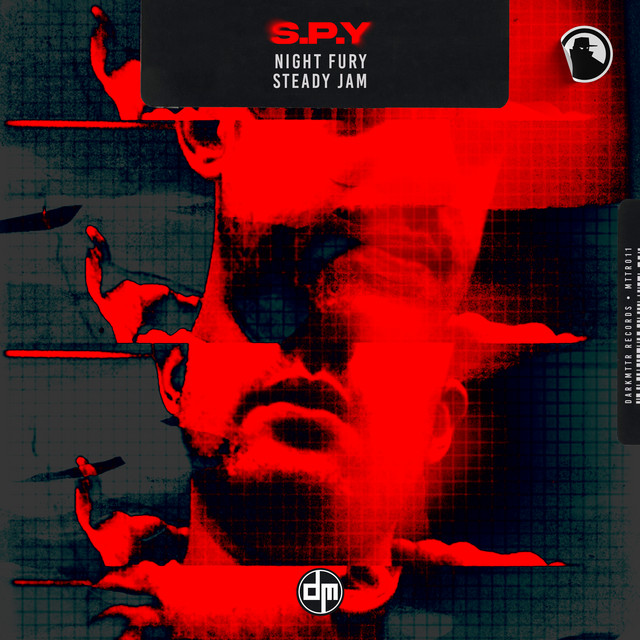 S.P.Y
NIGHT FURY
STEADY JAM
DARKMTTR RECORDS • MTTR011
dm